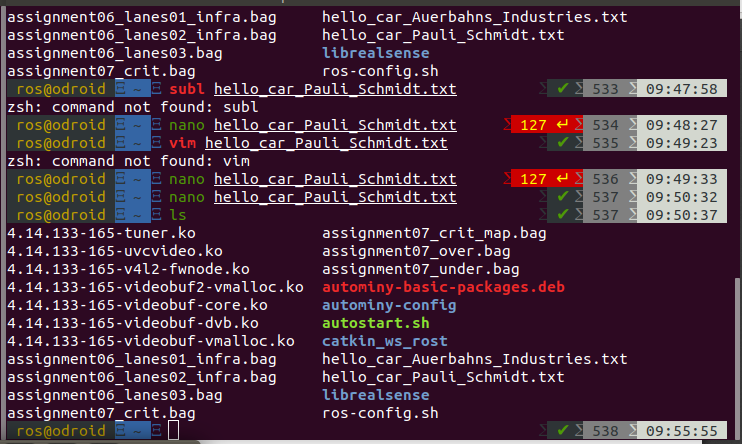 assignment06_lanes01_infra.bag hello_car_Auerbahns_Industries.txt
assignment06_lanes02_infra.bag hello_car_Pauli_Schmidt.txt
assignment06_lanes03.bag librealsense
assignment07_crit.bag ros-config.sh
ros@odroid Ξ ~ Ξ subl hello_car_Pauli_Schmidt.txt Σ ✔ Σ 533 Σ 09:47:58
zsh: command not found: subl
ros@odroid Ξ ~ Ξ nano hello_car_Pauli_Schmidt.txt Σ 127 ↵ Σ 534 Σ 09:48:27
ros@odroid Ξ ~ Ξ vim hello_car_Pauli_Schmidt.txt Σ ✔ Σ 535 Σ 09:49:23
zsh: command not found: vim
ros@odroid Ξ ~ Ξ nano hello_car_Pauli_Schmidt.txt Σ 127 ↵ Σ 536 Σ 09:49:33
ros@odroid Ξ ~ Ξ nano hello_car_Pauli_Schmidt.txt Σ ✔ Σ 537 Σ 09:50:32
ros@odroid Ξ ~ Ξ ls Σ ✔ Σ 537 Σ 09:50:37
4.14.133-165-tuner.ko assignment07_crit_map.bag
4.14.133-165-uvcvideo.ko assignment07_over.bag
4.14.133-165-v4l2-fwnode.ko assignment07_under.bag
4.14.133-165-videobuf2-vmalloc.ko autominy-basic-packages.deb
4.14.133-165-videobuf-core.ko autominy-config
4.14.133-165-videobuf-dvb.ko autostart.sh
4.14.133-165-videobuf-vmalloc.ko catkin_ws_rost
assignment06_lanes01_infra.bag hello_car_Auerbahns_Industries.txt
assignment06_lanes02_infra.bag hello_car_Pauli_Schmidt.txt
assignment06_lanes03.bag librealsense
assignment07_crit.bag ros-config.sh
ros@odroid Ξ ~ Ξ Σ ✔ Σ 538 Σ 09:55:55